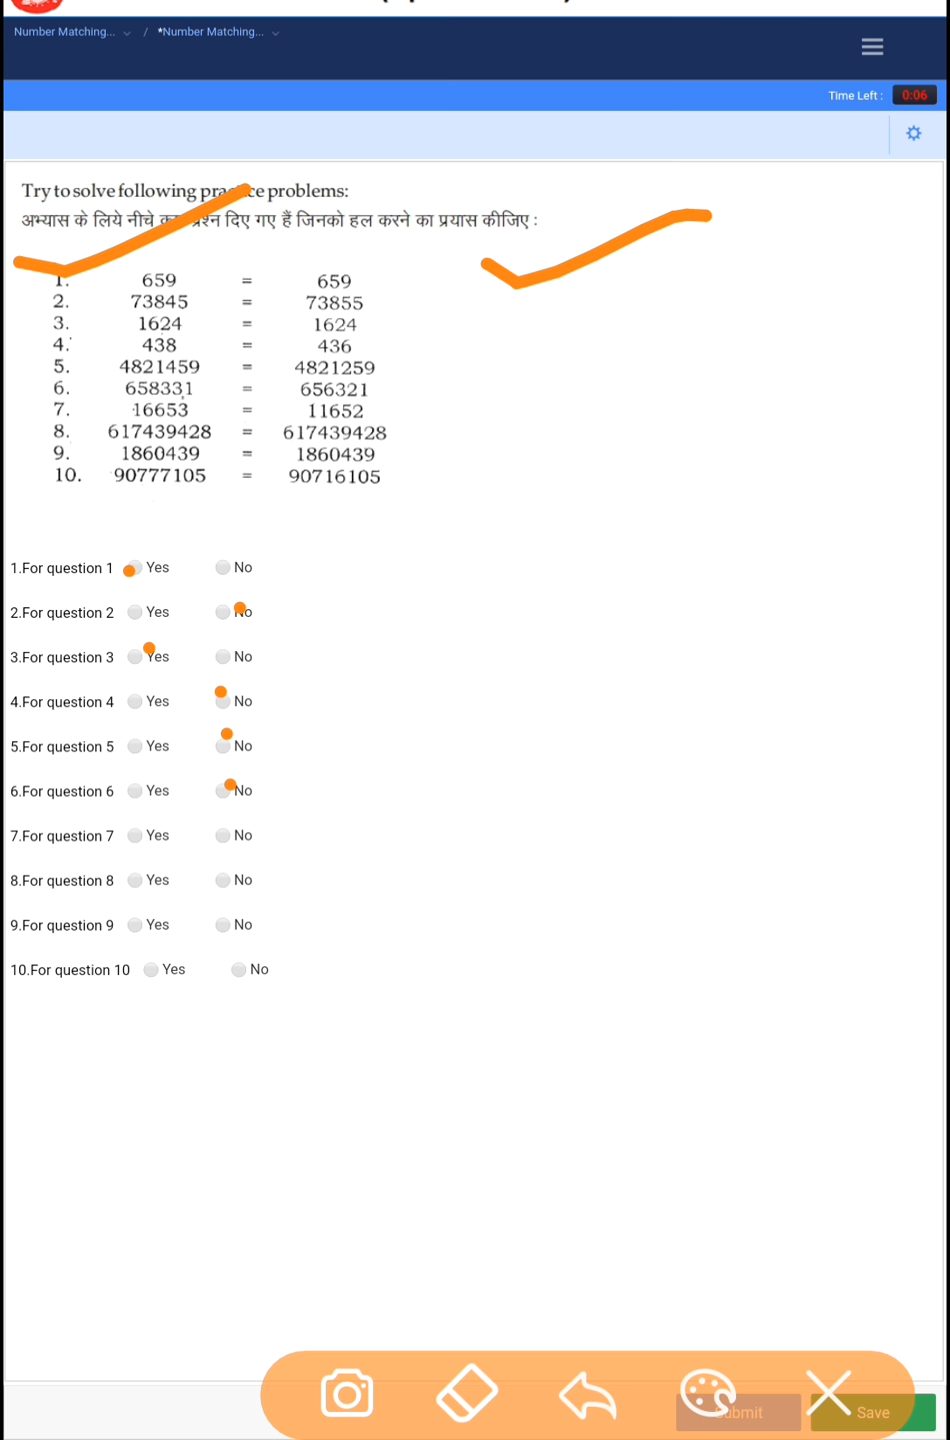 Number Matching... / *Number Matching...
Time Left : 0:06
Try to solve following problems:
अभ्यास के लिये नीचे प्रश्न दिए गए हैं जिनको हल करने का प्रयास कीजिए :
1. 659 = 659
2. 73845 = 73855
3. 1624 = 1624
4. 438 = 436
5. 4821459 = 4821259
6. 658331 = 656321
7. 16653 = 11652
8. 617439428 = 617439428
9. 1860439 = 1860439
10. 90777105 = 90716105
1.For question 1 Yes No
2.For question 2 Yes No
3.For question 3 Yes No
4.For question 4 Yes No
5.For question 5 Yes No
6.For question 6 Yes No
7.For question 7 Yes No
8.For question 8 Yes No
9.For question 9 Yes No
10.For question 10 Yes No
Submit Save